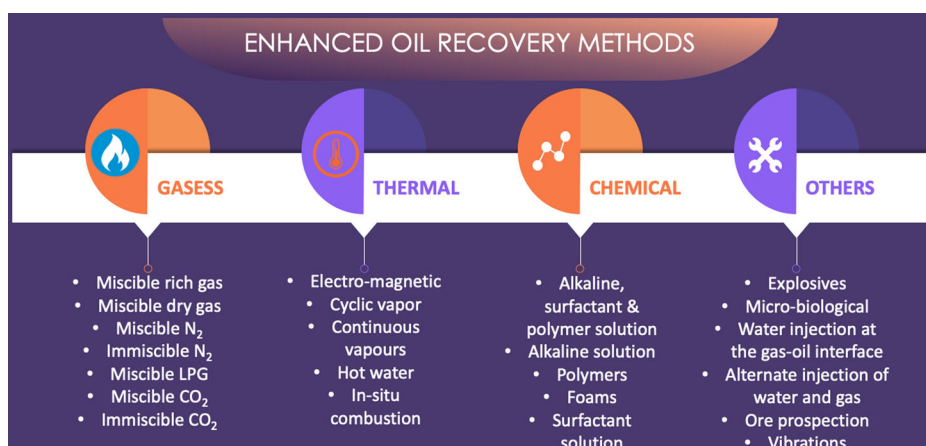 ENHANCED OIL RECOVERY METHODS
GASESS
• Miscible rich gas
• Miscible dry gas
• Miscible N₂
• Immiscible N₂
• Miscible LPG
• Miscible CO₂
• Immiscible CO₂
THERMAL
• Electro-magnetic
• Cyclic vapor
• Continuous
vapours
• Hot water
• In-situ
combustion
CHEMICAL
• Alkaline,
surfactant &
polymer solution
• Alkaline solution
• Polymers
• Foams
• Surfactant
solution
OTHERS
• Explosives
• Micro-biological
• Water injection at
the gas-oil interface
• Alternate injection of
water and gas
• Ore prospection
• Vibrations